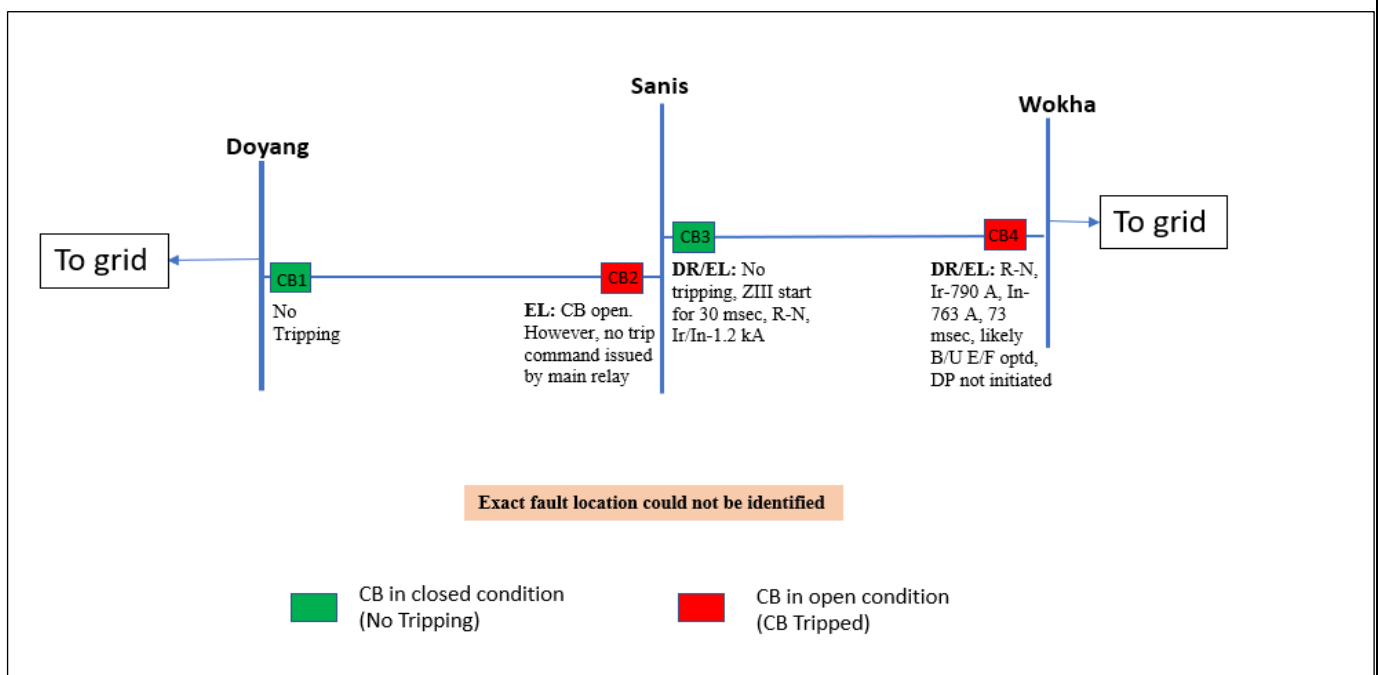 Sanis
Wokha
Doyang
To grid
To grid
CB1
CB2
CB3
CB4
No
Tripping
EL: CB open.
However, no trip
command issued
by main relay
DR/EL: No
tripping, ZIII start
for 30 msec, R-N,
Ir/In-1.2 kA
DR/EL: R-N,
Ir-790 A, In-
763 A, 73
msec, likely
B/U E/F optd,
DP not initiated
Exact fault location could not be identified
CB in closed condition
(No Tripping)
CB in open condition
(CB Tripped)